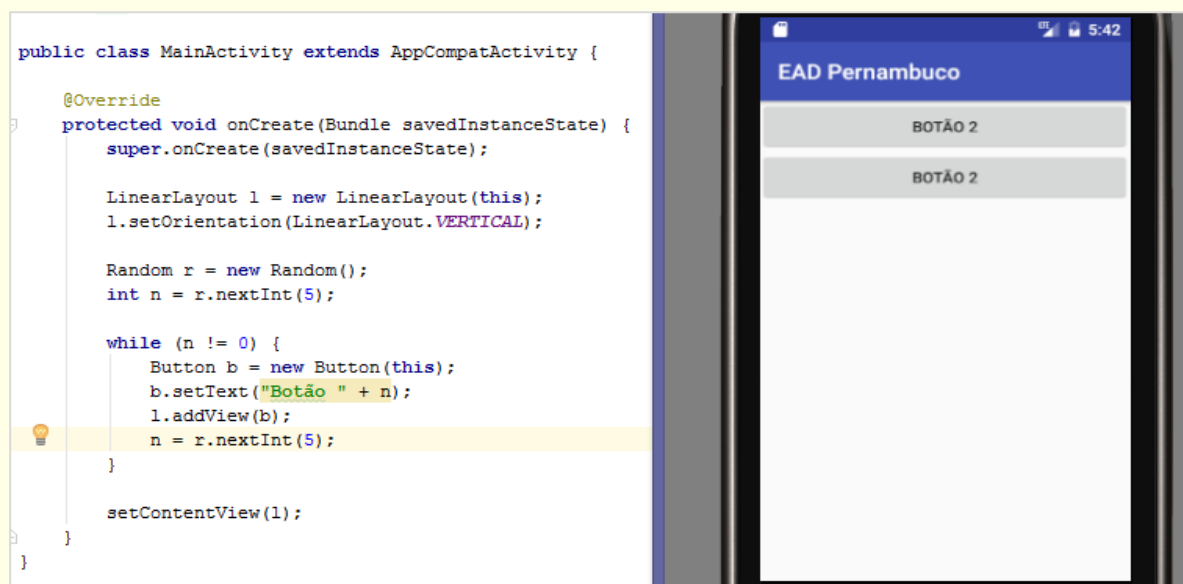 public class MainActivity extends AppCompatActivity {
@Override
protected void onCreate(Bundle savedInstanceState) {
super.onCreate(savedInstanceState);
LinearLayout l = new LinearLayout(this);
l.setOrientation(LinearLayout.VERTICAL);
Random r = new Random();
int n = r.nextInt(5);
while (n != 0) {
Button b = new Button(this);
b.setText("Botão " + n);
l.addView(b);
n = r.nextInt(5);
}
setContentView(l);
}
}
LTE 5:42
EAD Pernambuco
BOTÃO 2
BOTÃO 2